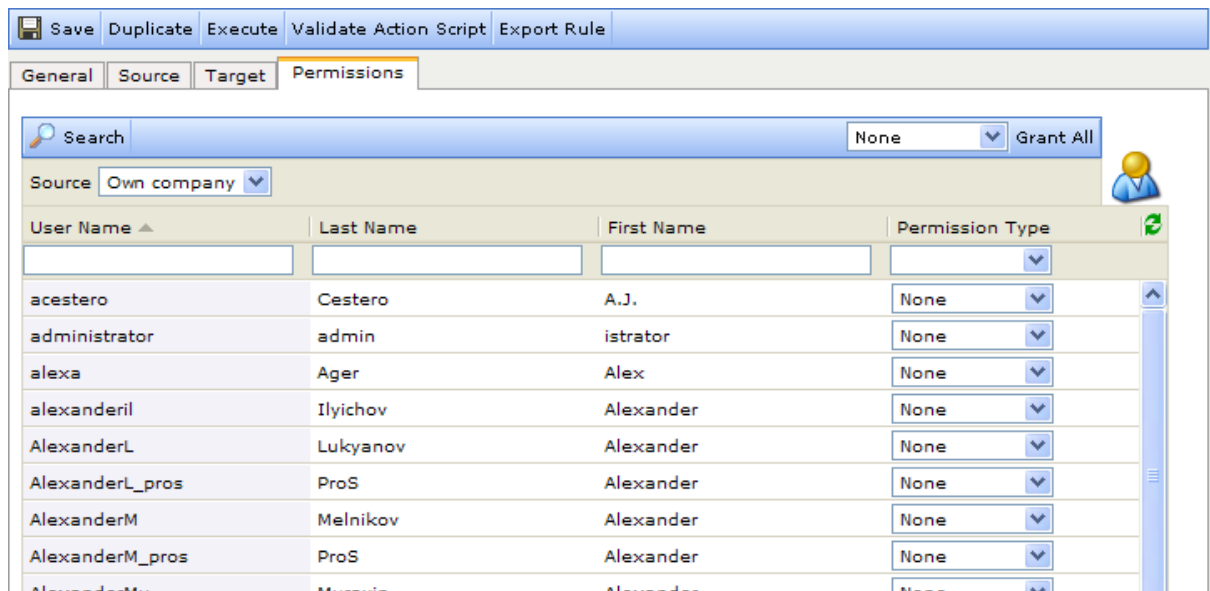 Save Duplicate Execute Validate Action Script Export Rule
General Source Target Permissions
Search None Grant All
Source Own company
User Name Last Name First Name Permission Type
acestero Cestero A.J. None
administrator admin istrator None
alexa Ager Alex None
alexanderil Ilyichov Alexander None
AlexanderL Lukyanov Alexander None
AlexanderL_pros ProS Alexander None
AlexanderM Melnikov Alexander None
AlexanderM_pros ProS Alexander None
Alexander None